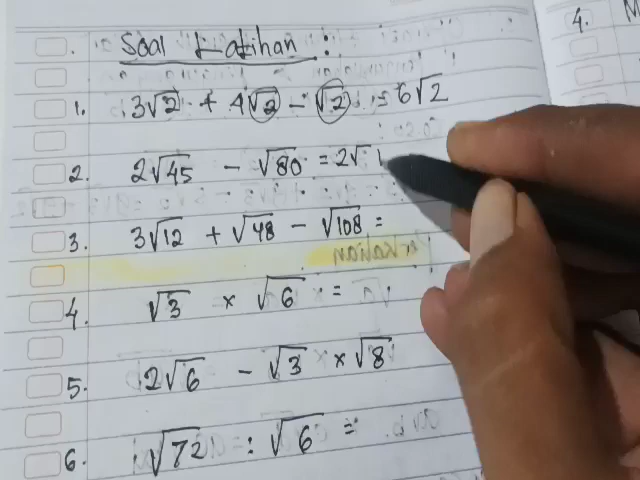 Soal Latihan :
1. 3√2 + 4√2 - √2 = 6√2
2. 2√45 - √80 = 2√
3. 3√12 + √48 - √108 =
4. √3 x √6 =
5. 2√6 - √3 x √8
6. √72 : √6 =
4.